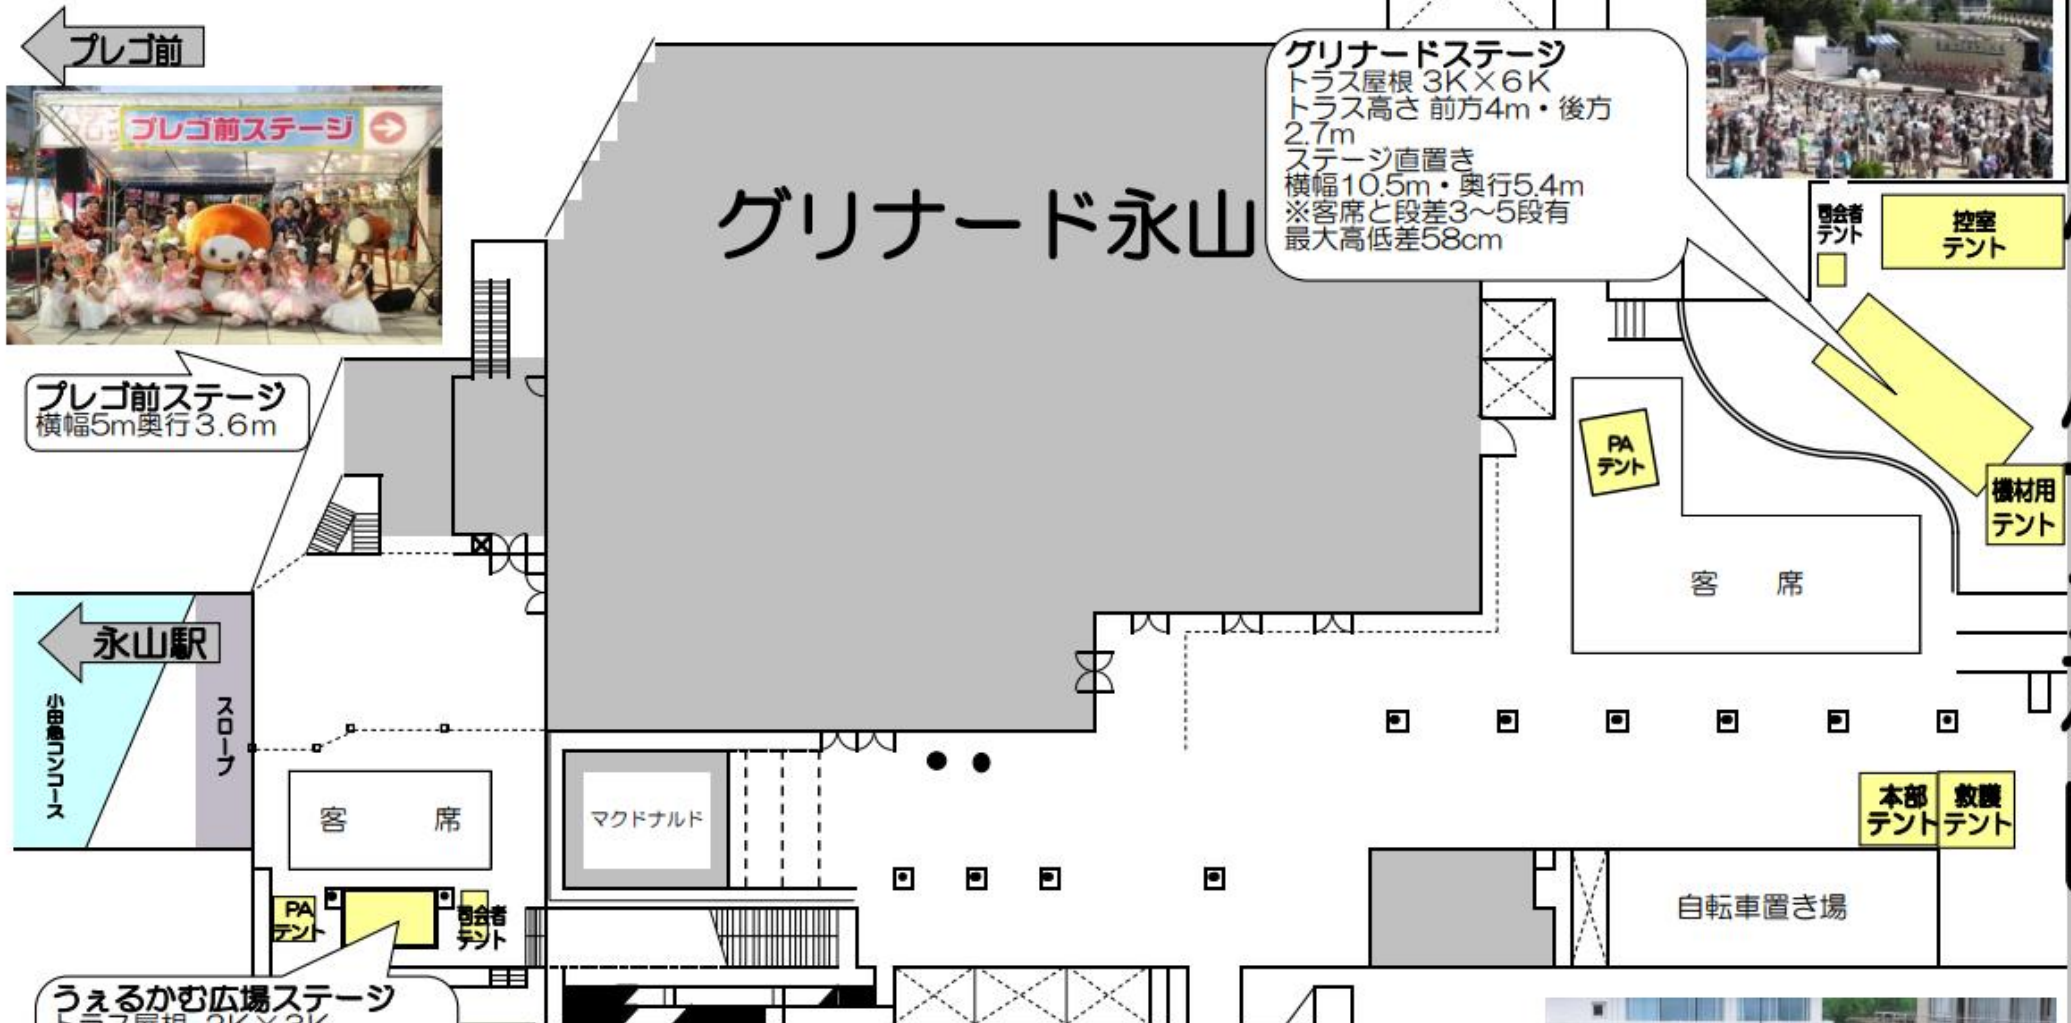 プレゴ前
プレゴ前ステージ
プレゴ前ステージ
横幅5m奥行3.6m
グリナード永山
グリナードステージ
トラス屋根 3K×6K
トラス高さ 前方4m・後方
2.7m
ステージ直置き
横幅10.5m・奥行5.4m
※客席と段差3〜5段有
最大高低差58cm
司会者
テント
控室
テント
PA
テント
機材用
テント
客 席
永山駅
小田急コンコース
スロープ
客 席
マクドナルド
本部
テント
救護
テント
自転車置き場
PA
テント
司会者
テント
うぇるかむ広場ステージ